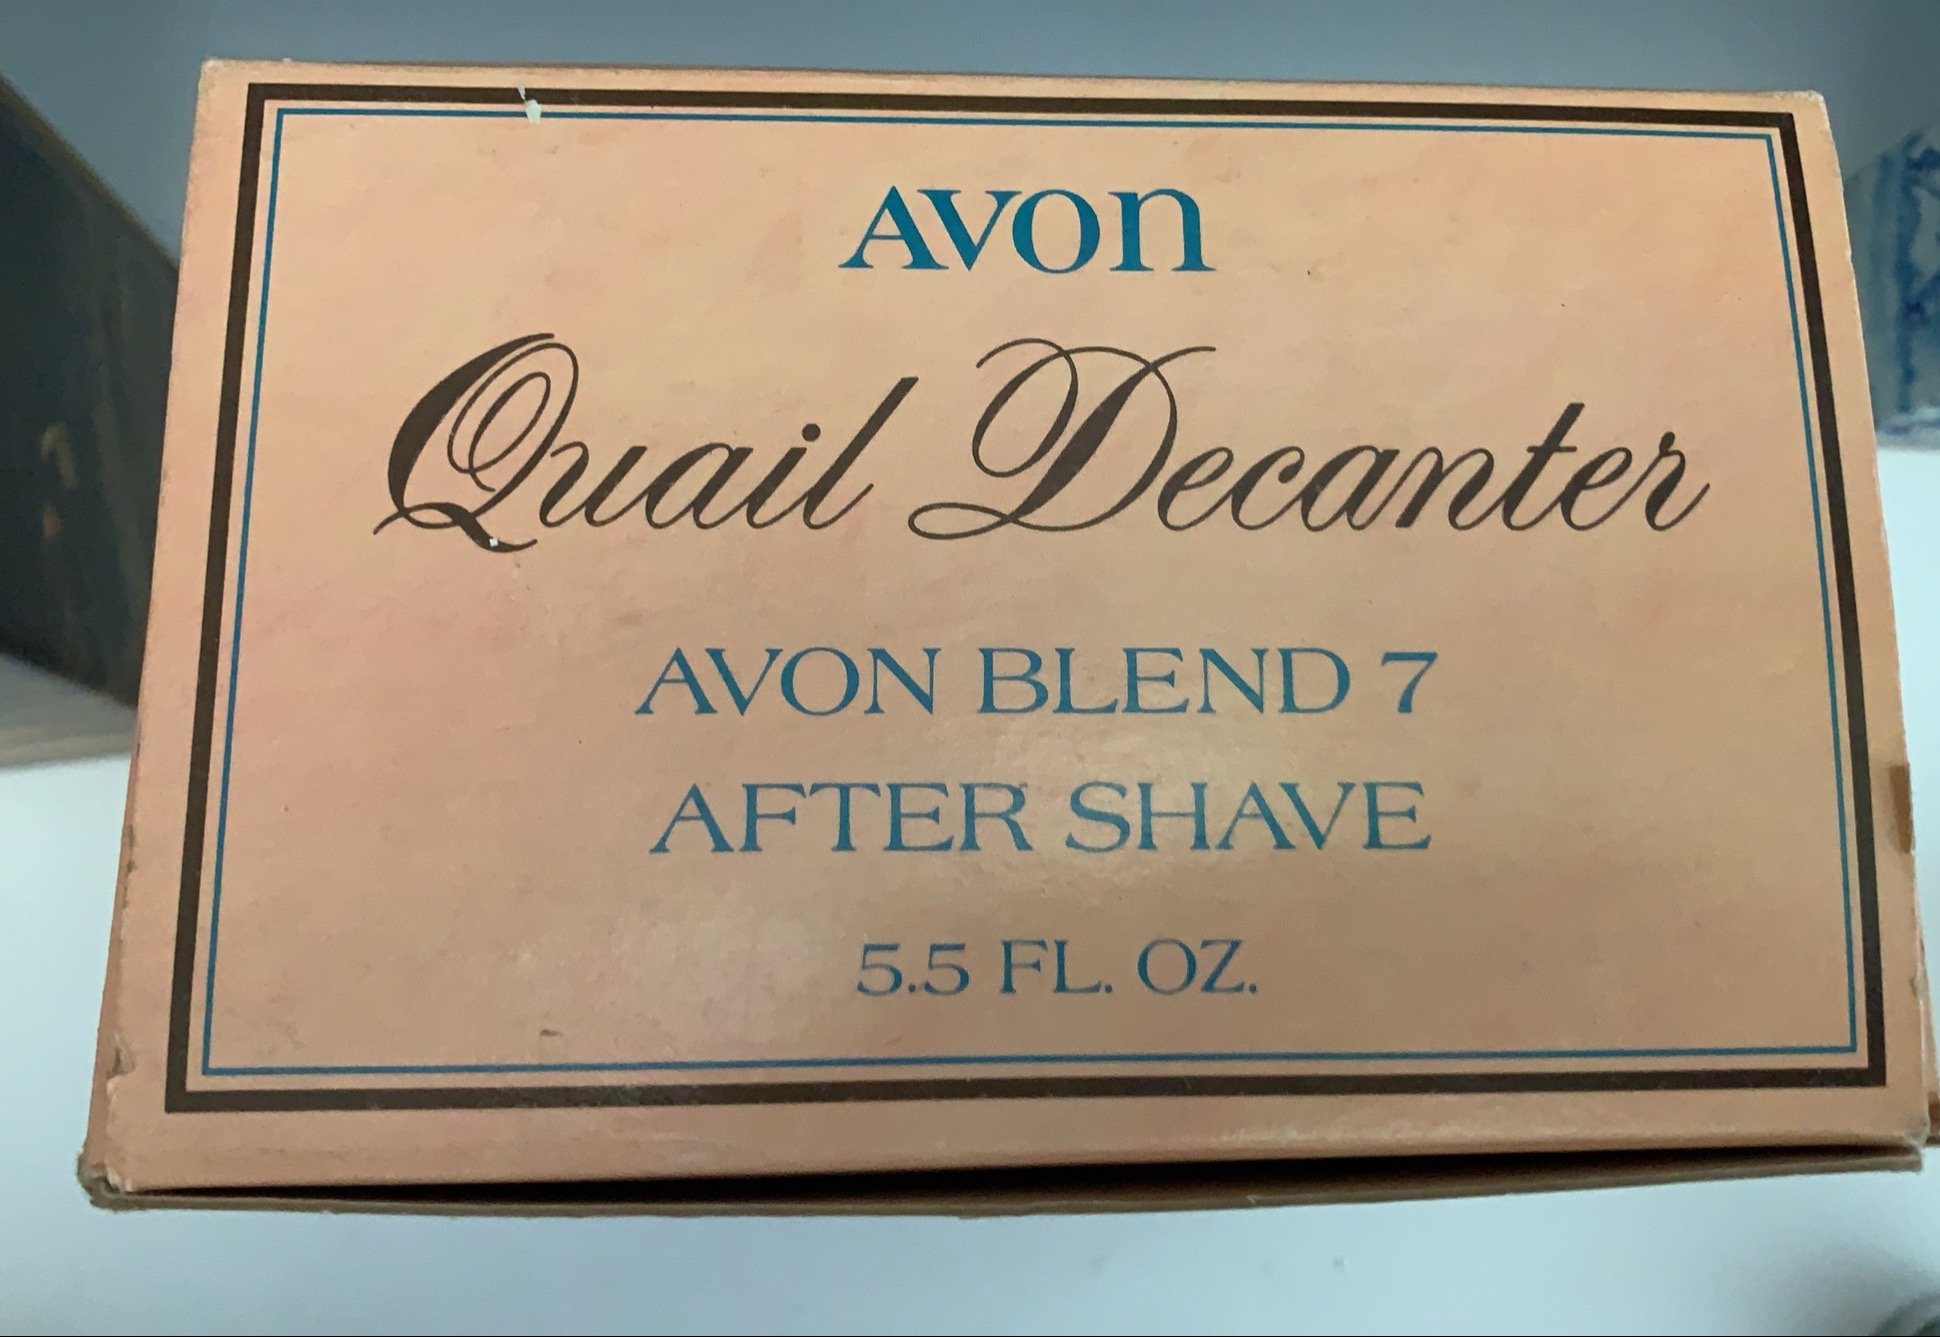 AVON
Quail Decanter
AVON BLEND 7
AFTER SHAVE
5.5 FL. OZ.